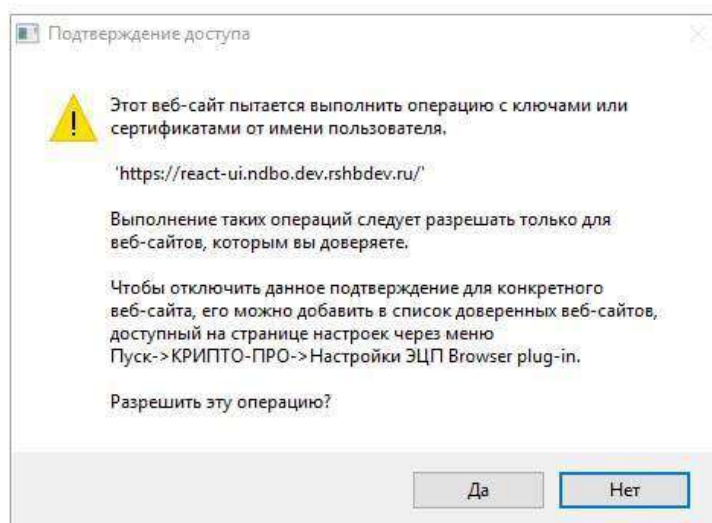 Подтверждение доступа
Этот веб-сайт пытается выполнить операцию с ключами или
сертификатами от имени пользователя.
'https://react-ui.ndbo.dev.rshbdev.ru/'
Выполнение таких операций следует разрешать только для
веб-сайтов, которым вы доверяете.
Чтобы отключить данное подтверждение для конкретного
веб-сайта, его можно добавить в список доверенных веб-сайтов,
доступный на странице настроек через меню
Пуск->КРИПТО-ПРО->Настройки ЭЦП Browser plug-in.
Разрешить эту операцию?
Да
Нет